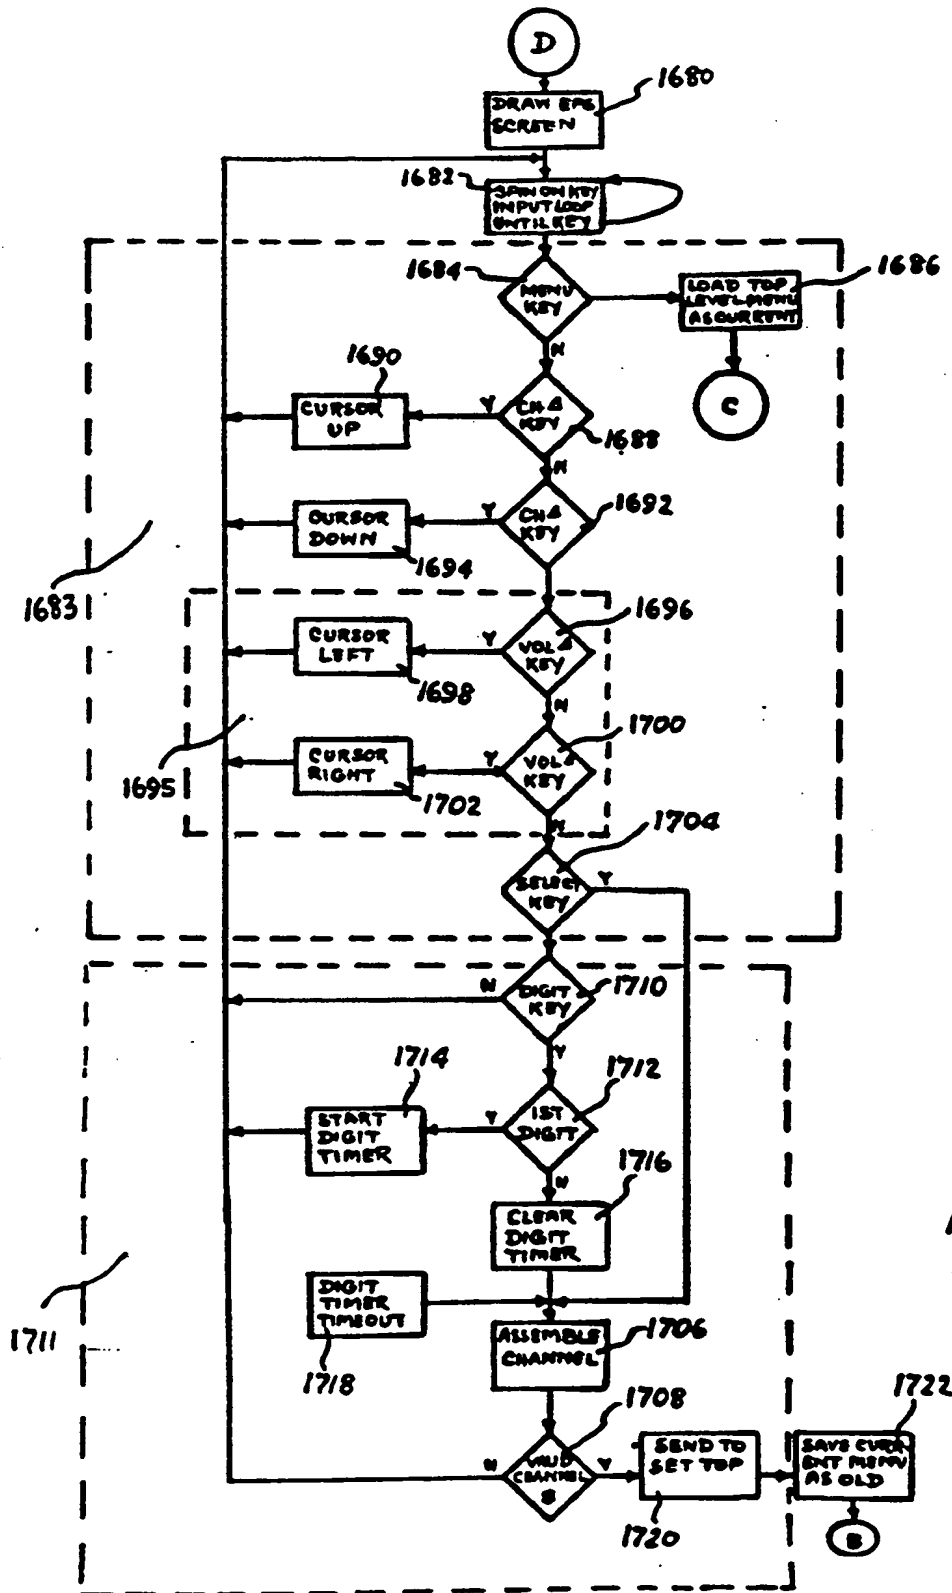 D
1680
DRAW EPG
SCREEN
1682
SPIN ON KEY
INPUT LOOP
UNTIL KEY
1684
MENU
KEY
LOAD TOP
LEVEL MENU
AS CURRENT
1686
N
C
1690
CURSOR
UP
Y
CH Δ
KEY
1688
N
CURSOR
DOWN
1694
Y
CH Δ
KEY
1692
1683
1696
CURSOR
LEFT
1698
Y
VOL Δ
KEY
N
1700
1695
CURSOR
RIGHT
1702
Y
VOL Δ
KEY
N
1704
SELECT
KEY
Y
N
DIGIT
KEY
1710
Y
1714
1712
START
DIGIT
TIMER
Y
1ST
DIGIT
N
1716
CLEAR
DIGIT
TIMER
DIGIT
TIMER
TIMEOUT
1718
1711
1706
ASSEMBLE
CHANNEL
1708
N
VALID
CHANNEL
Y
SEND TO
SET TOP
1720
1722
SAVE CURR-
ENT MENU
AS OLD
B